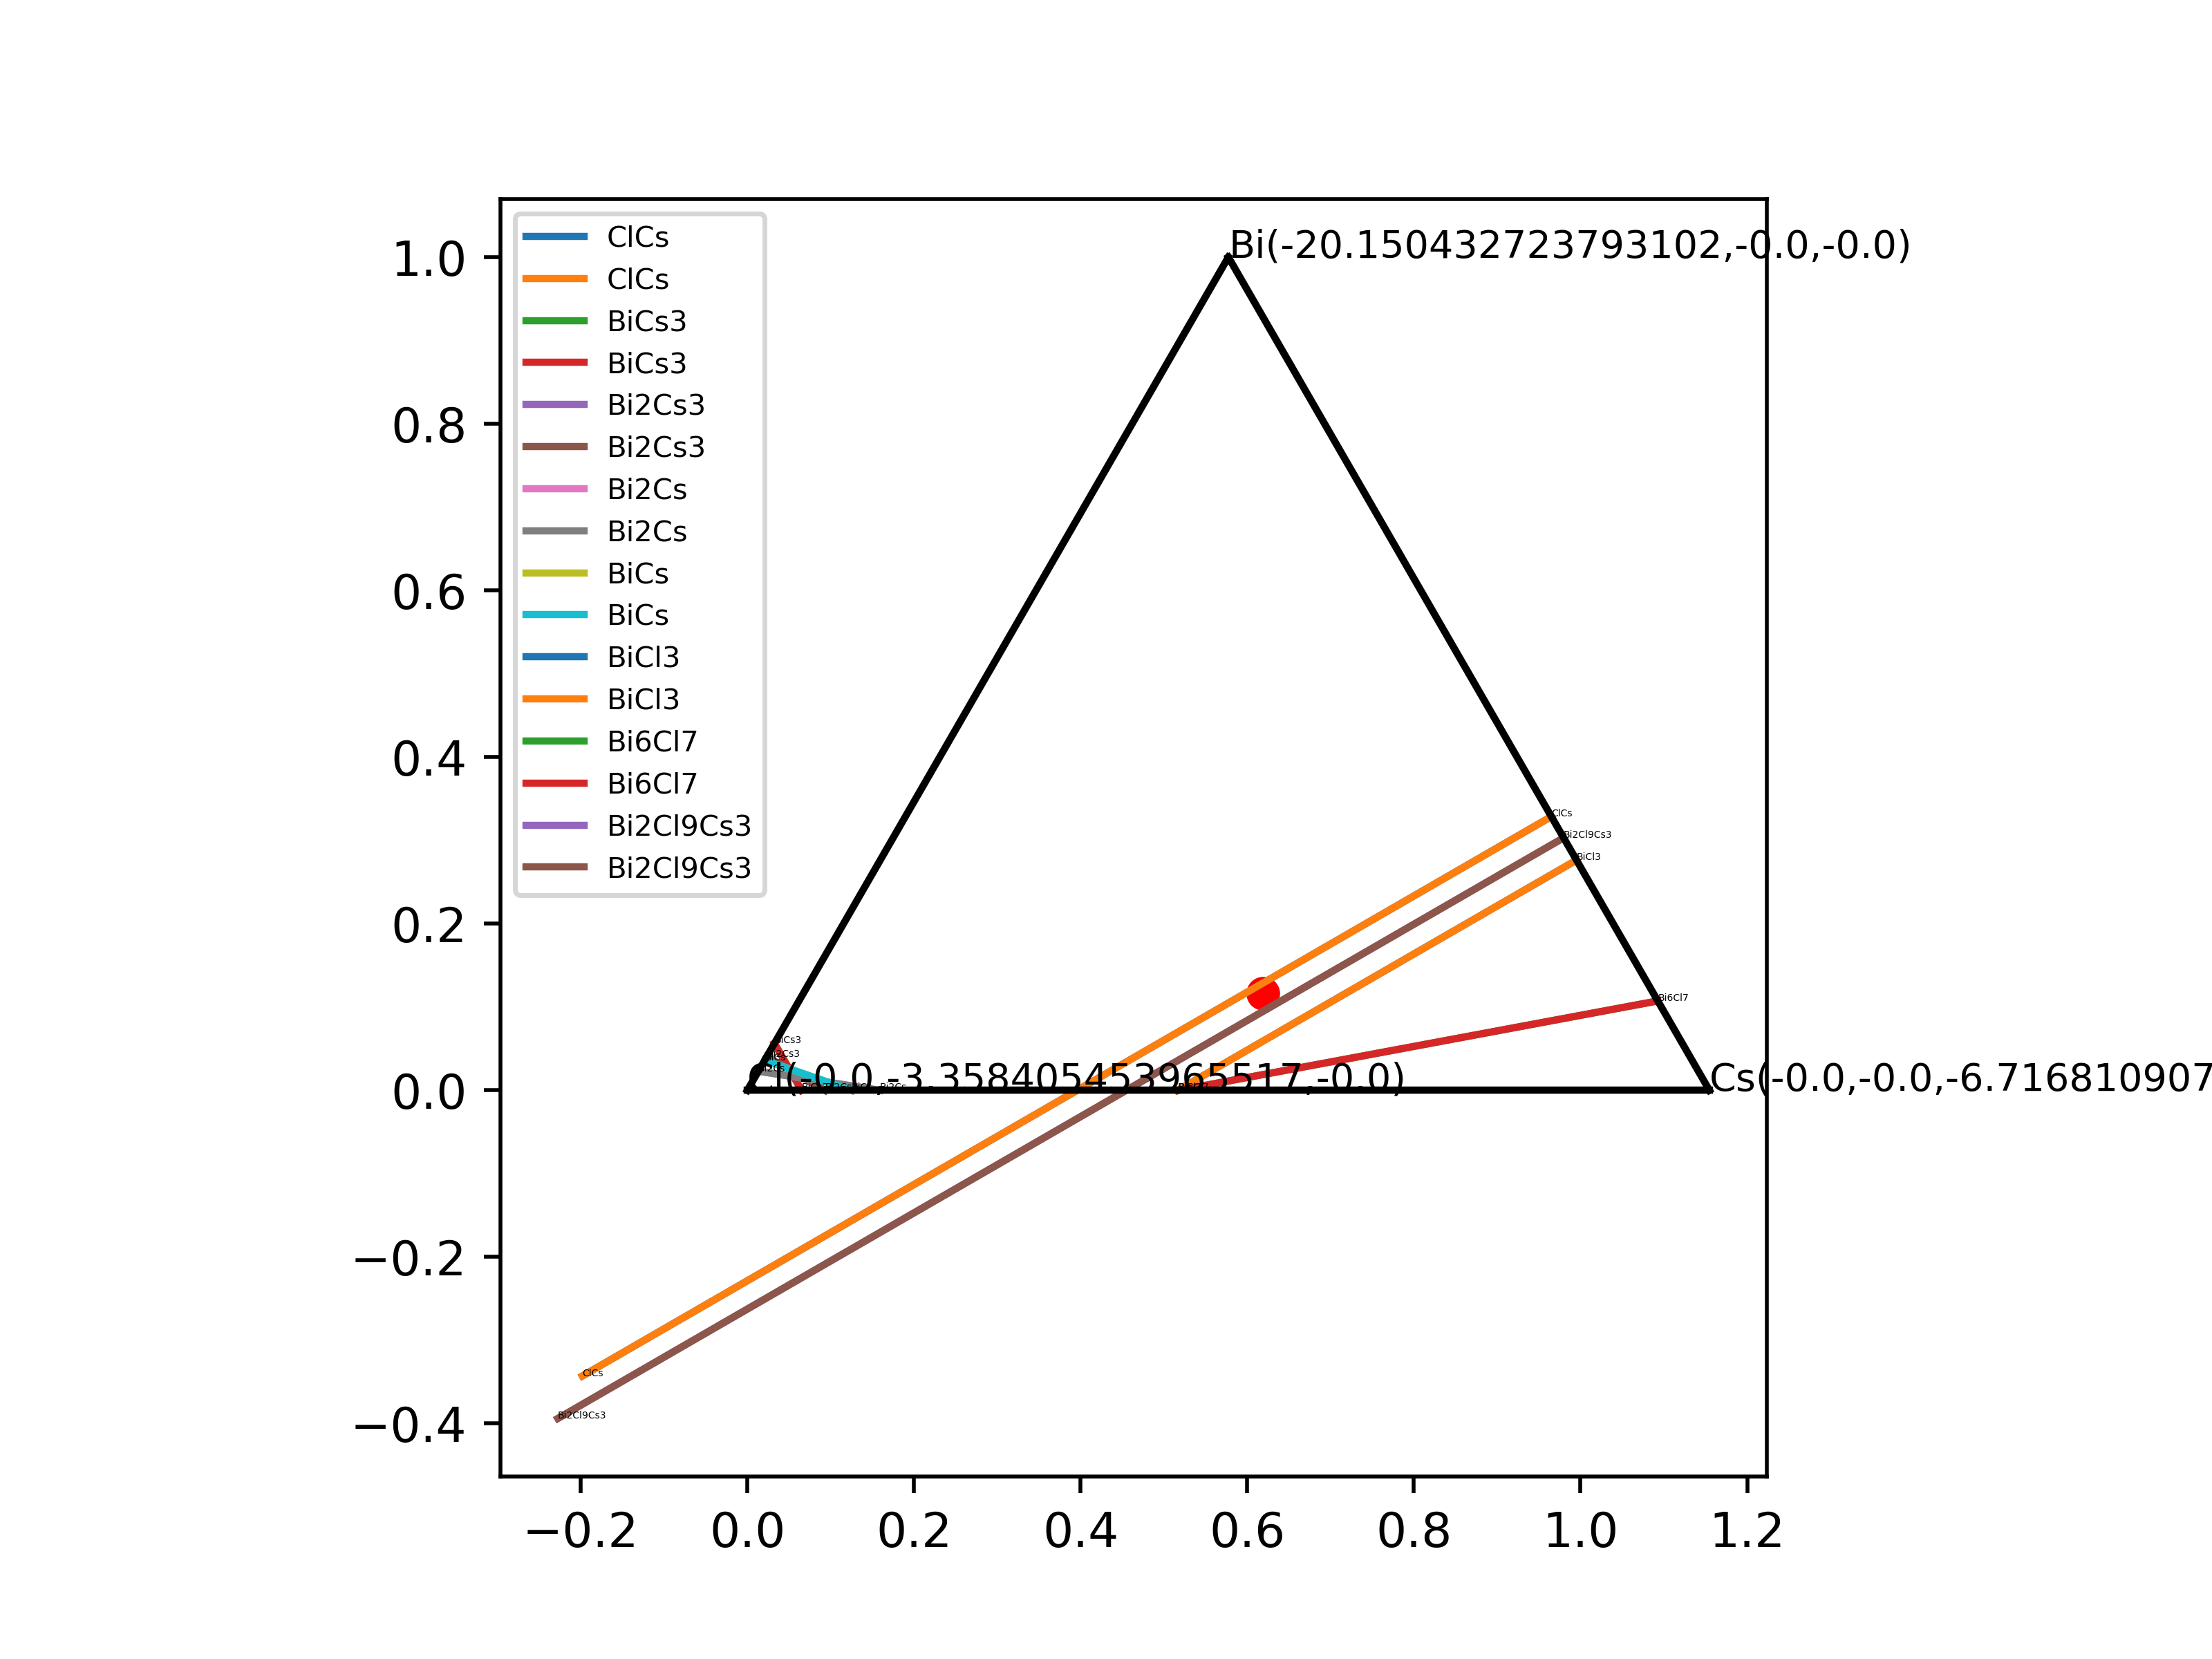 Bi(-20.150432723793102,-0.0,-0.0)
1.0
0.8
0.6
0.4
0.2
0.0
−0.2
−0.4
ClCs
ClCs
BiCs3
BiCs3
Bi2Cs3
Bi2Cs3
Bi2Cs
Bi2Cs
BiCs
BiCs
BiCl3
BiCl3
Bi6Cl7
Bi6Cl7
Bi2Cl9Cs3
Bi2Cl9Cs3
ClCs
Bi2Cl9Cs3
BiCl3
Bi6Cl7
Cl(-0.0,-3.358405453965517,-0.0)
Cs(-0.0,-0.0,-6.716810907
Bi2Cs
ClCs
Bi2Cl9Cs3
−0.2
0.0
0.2
0.4
0.6
0.8
1.0
1.2